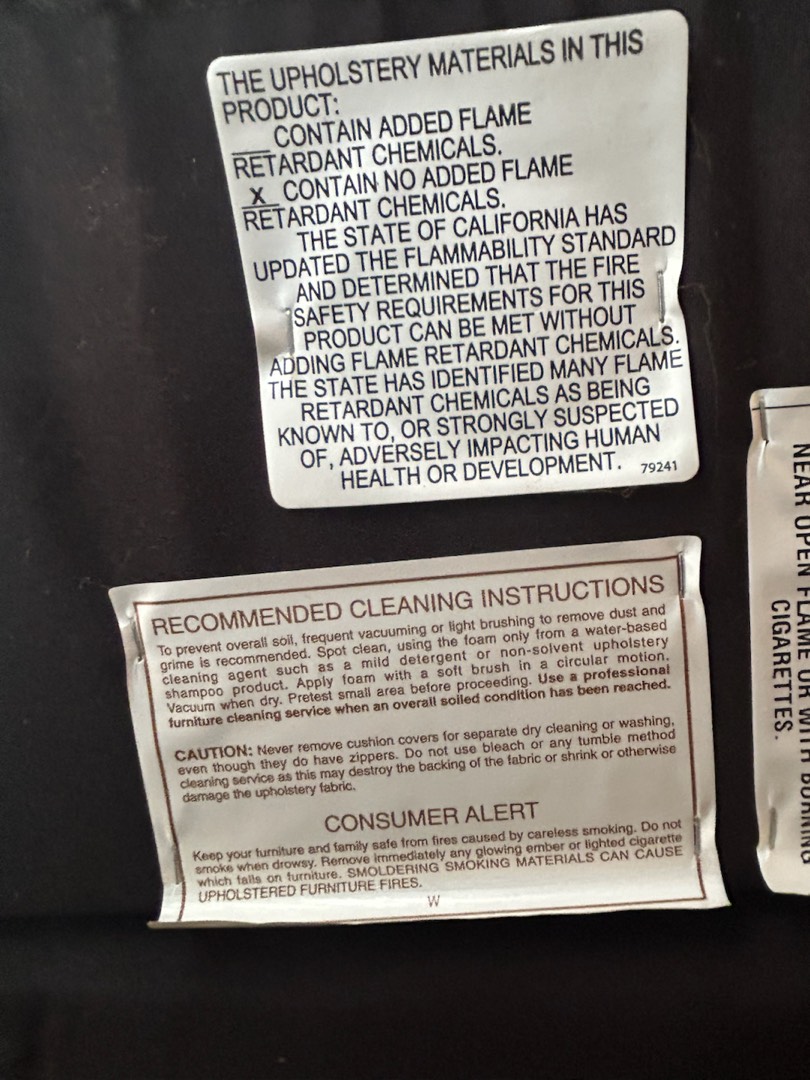 THE UPHOLSTERY MATERIALS IN THIS
PRODUCT:
___CONTAIN ADDED FLAME
RETARDANT CHEMICALS.
_X_CONTAIN NO ADDED FLAME
RETARDANT CHEMICALS.
THE STATE OF CALIFORNIA HAS
UPDATED THE FLAMMABILITY STANDARD
AND DETERMINED THAT THE FIRE
SAFETY REQUIREMENTS FOR THIS
PRODUCT CAN BE MET WITHOUT
ADDING FLAME RETARDANT CHEMICALS.
THE STATE HAS IDENTIFIED MANY FLAME
RETARDANT CHEMICALS AS BEING
KNOWN TO, OR STRONGLY SUSPECTED
OF, ADVERSELY IMPACTING HUMAN
HEALTH OR DEVELOPMENT. 79241
RECOMMENDED CLEANING INSTRUCTIONS
To prevent overall soil, frequent vacuuming or light brushing to remove dust and
grime is recommended. Spot clean, using the foam only from a water-based
cleaning agent such as a mild detergent or non-solvent upholstery
shampoo product. Apply foam with a soft brush in a circular motion.
Vacuum when dry. Pretest small area before proceeding. Use a professional
furniture cleaning service when an overall soiled condition has been reached.
CAUTION: Never remove cushion covers for separate dry cleaning or washing,
even though they do have zippers. Do not use bleach or any tumble method
cleaning service as this may destroy the backing of the fabric or shrink or otherwise
damage the upholstery fabric.
CONSUMER ALERT
Keep your furniture and family safe from fires caused by careless smoking. Do not
smoke when drowsy. Remove immediately any glowing ember or lighted cigarette
which falls on furniture. SMOLDERING SMOKING MATERIALS CAN CAUSE
UPHOLSTERED FURNITURE FIRES.
W
NEAR OPEN FLAME OR WITH BURNING
CIGARETTES.